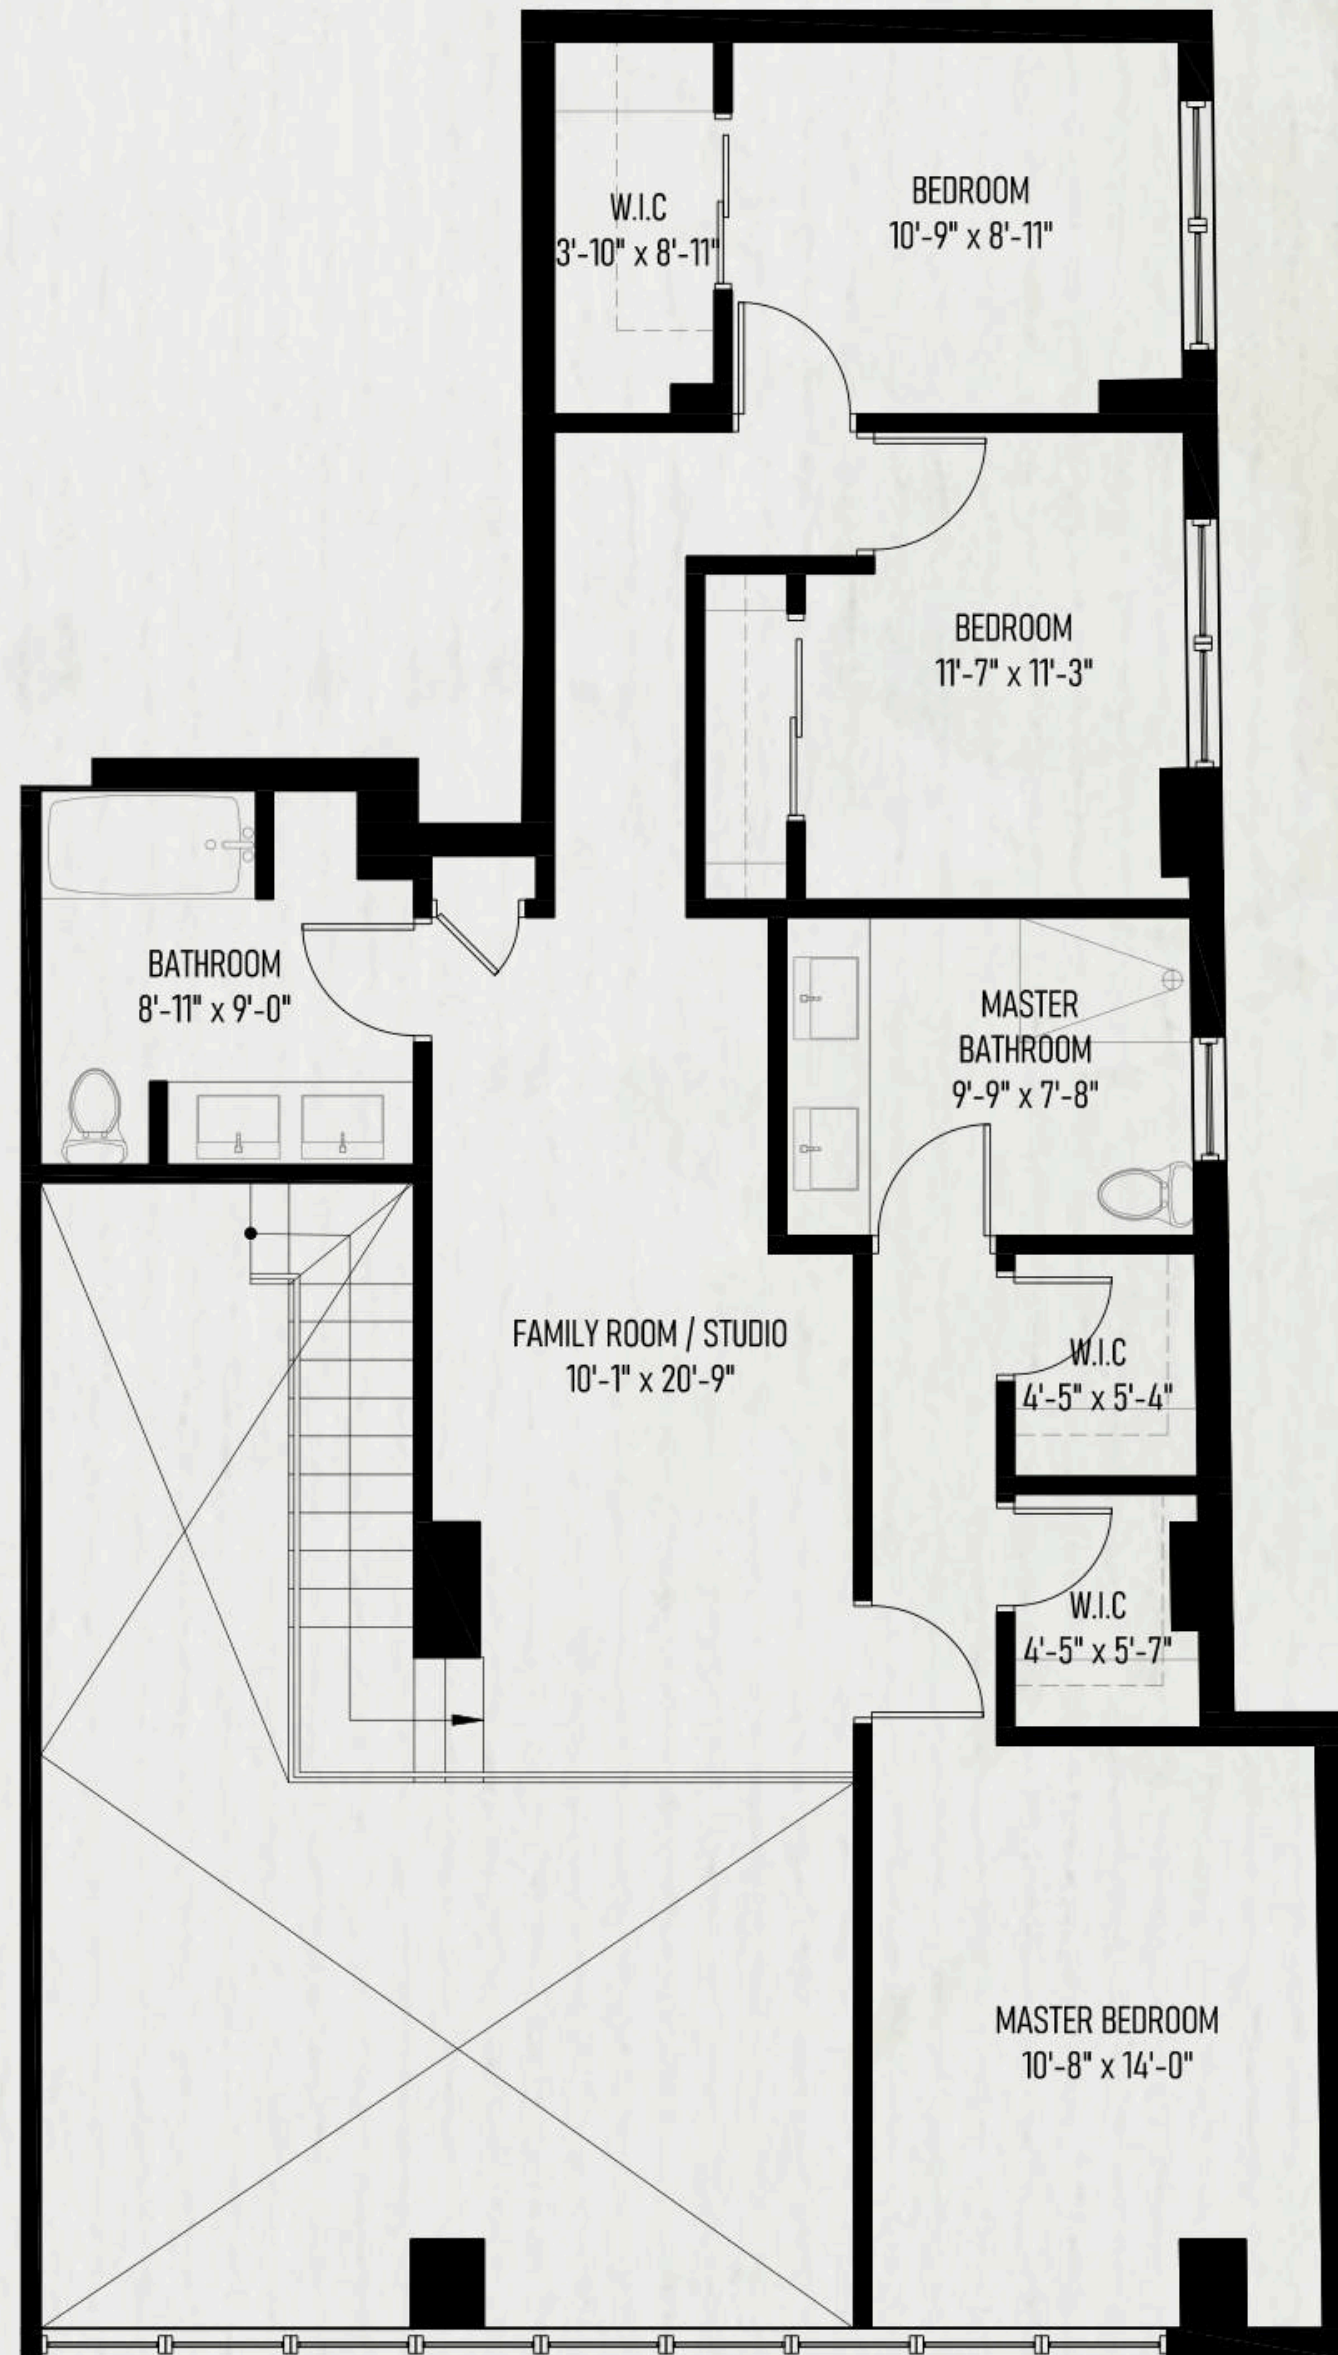 W.I.C
3'-10" x 8'-11"
BEDROOM
10'-9" x 8'-11"
BEDROOM
11'-7" x 11'-3"
BATHROOM
8'-11" x 9'-0"
MASTER
BATHROOM
9'-9" x 7'-8"
FAMILY ROOM / STUDIO
10'-1" x 20'-9"
W.I.C
4'-5" x 5'-4"
W.I.C
4'-5" x 5'-7"
MASTER BEDROOM
10'-8" x 14'-0"